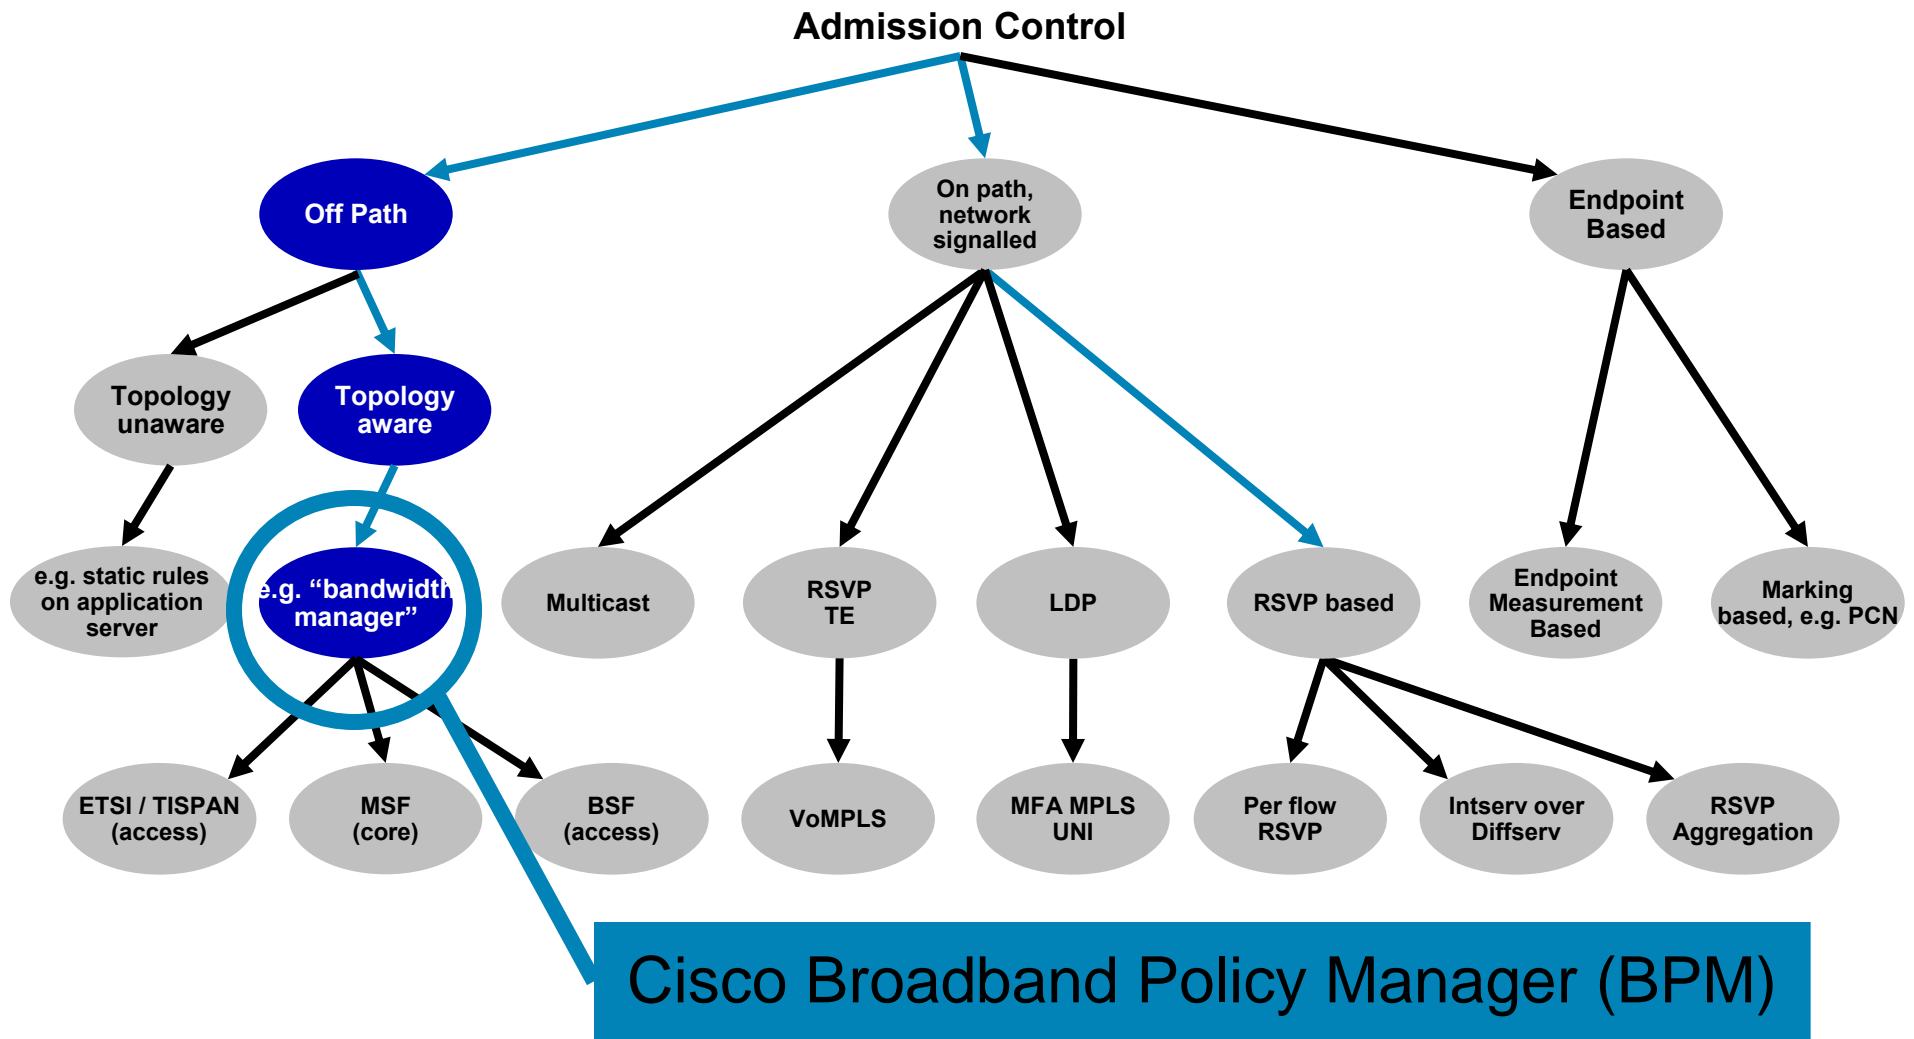 Admission Control
Off Path
On path,
network
signalled
Endpoint
Based
Topology
unaware
Topology
aware
e.g. static rules
on application
server
e.g. “bandwidth
manager”
Multicast
RSVP
TE
LDP
RSVP based
Endpoint
Measurement
Based
Marking
based, e.g. PCN
ETSI / TISPAN
(access)
MSF
(core)
BSF
(access)
VoMPLS
MFA MPLS
UNI
Per flow
RSVP
Intserv over
Diffserv
RSVP
Aggregation
Cisco Broadband Policy Manager (BPM)